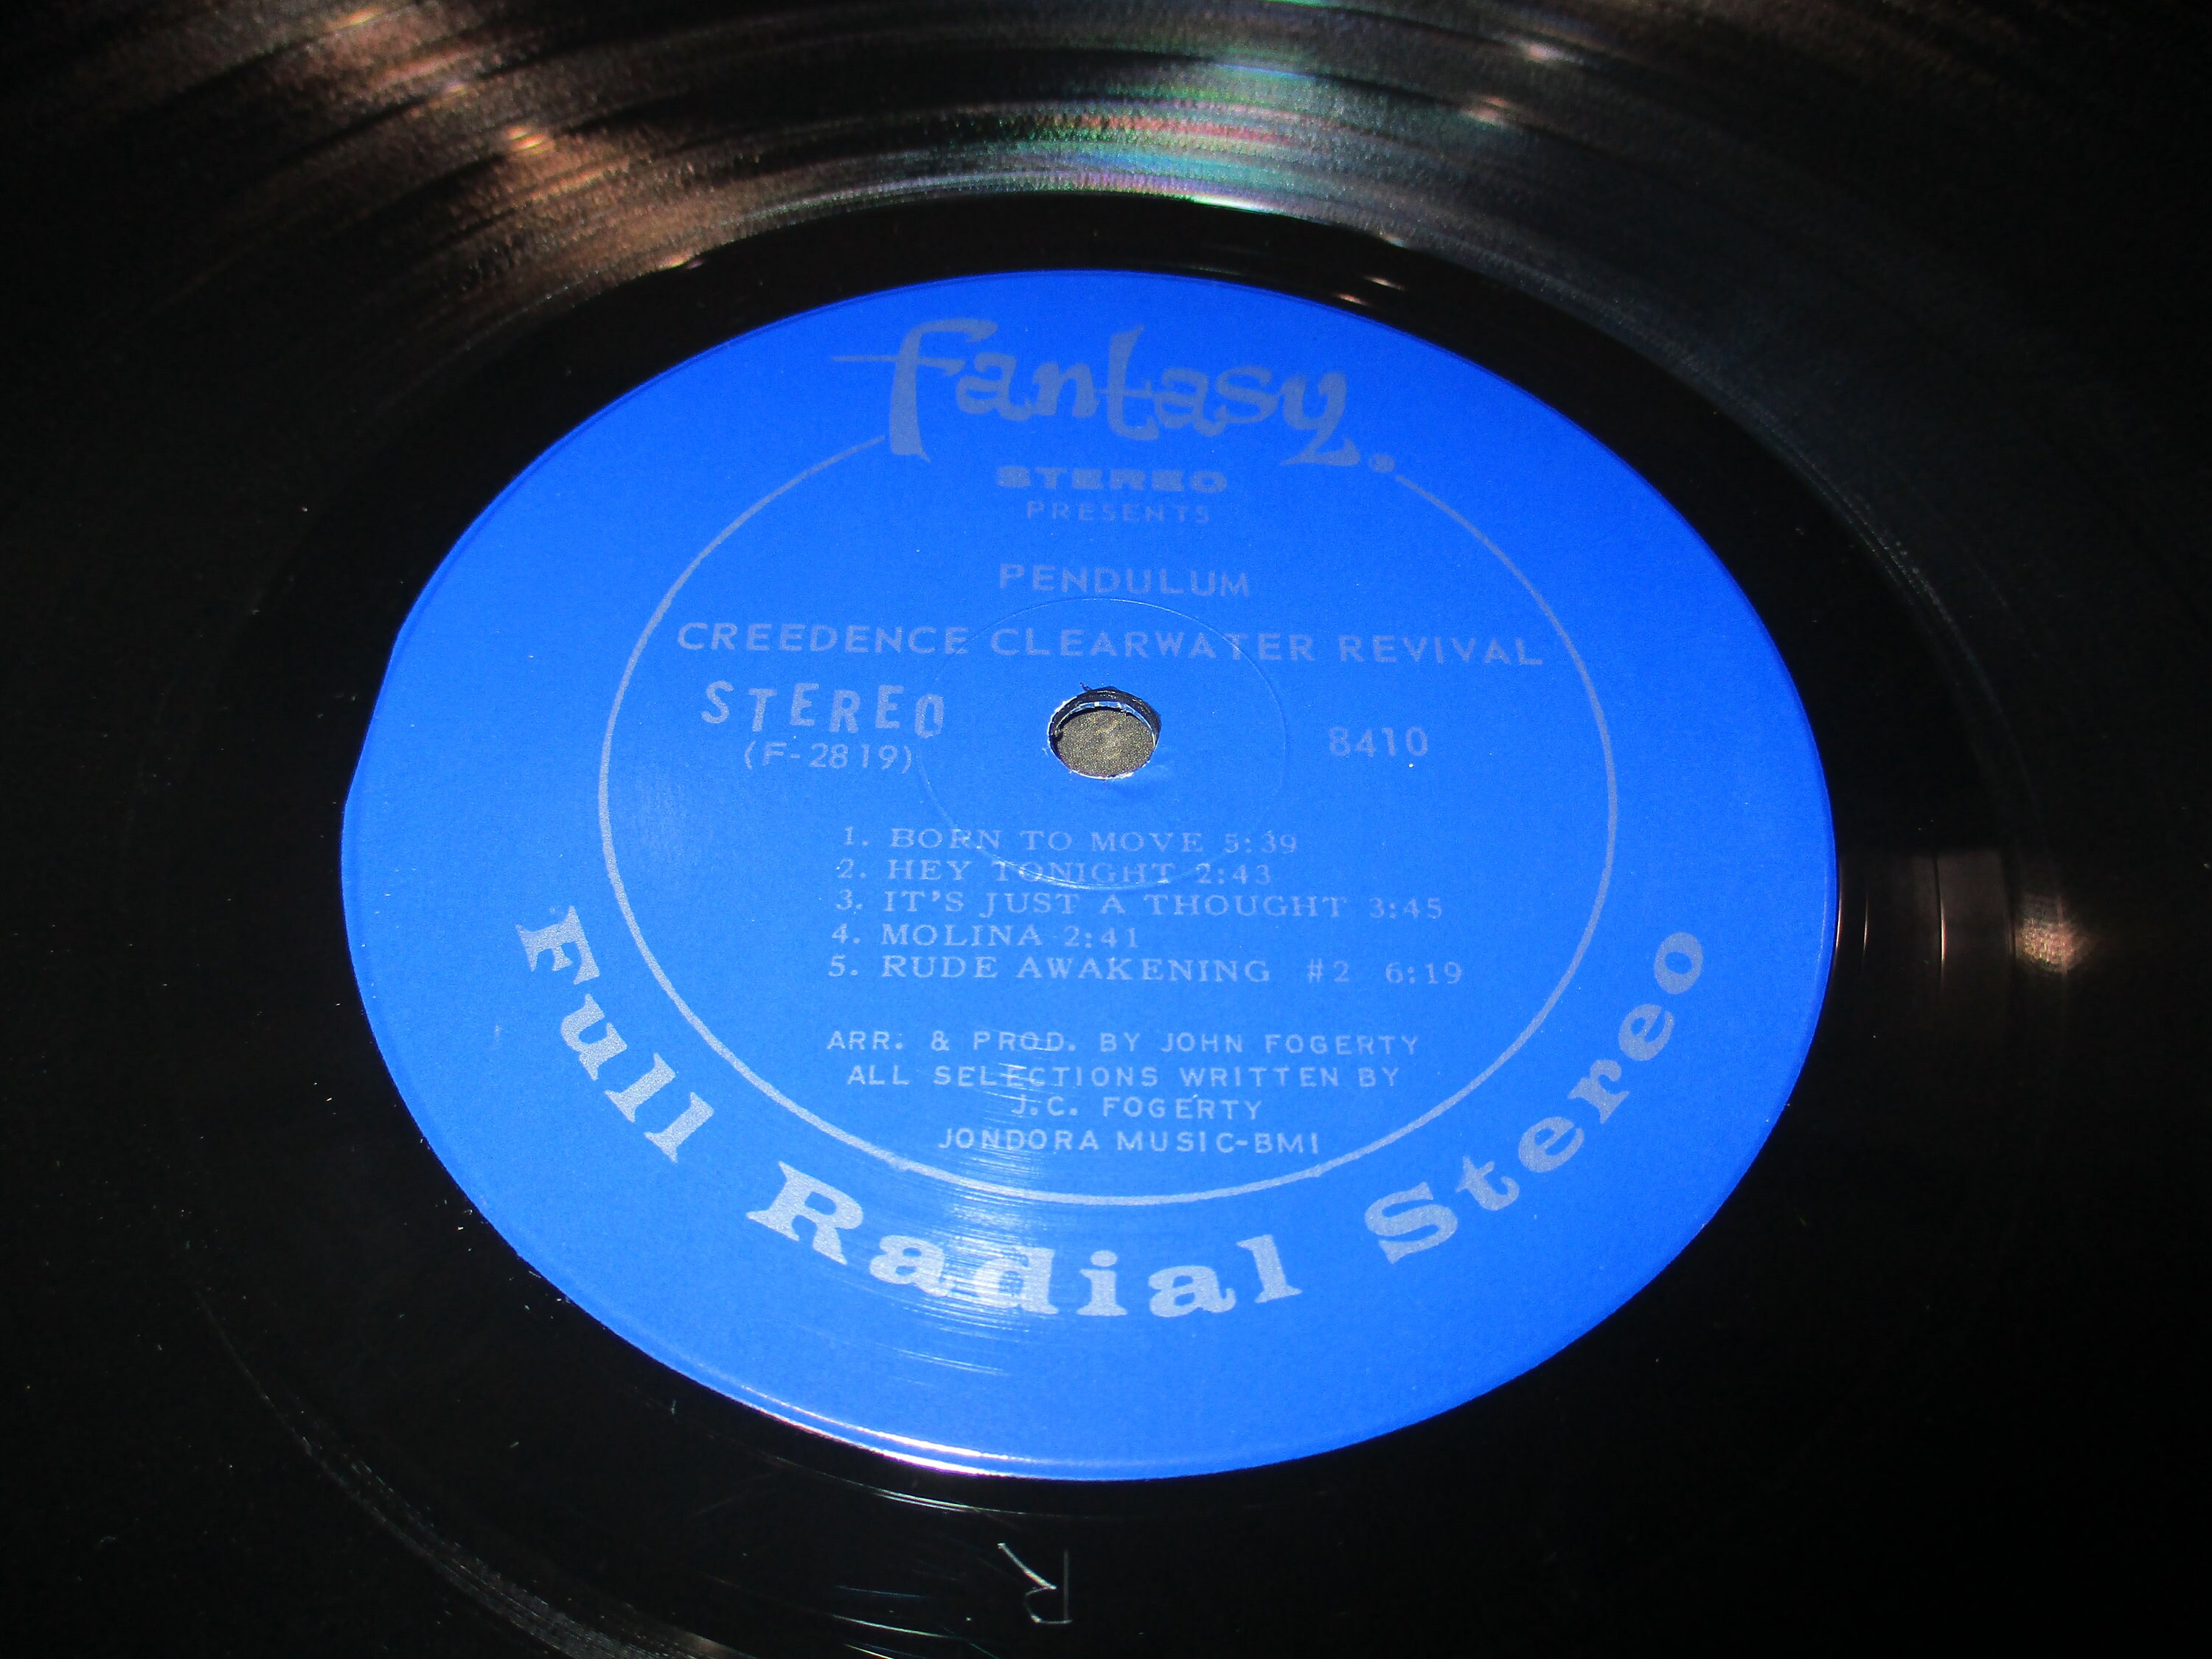 fantasy.
STEREO
PRESENTS
PENDULUM
CREEDENCE CLEARWATER REVIVAL
STEREO
(F-2819)
8410
1. BORN TO MOVE 5:39
2. HEY TONIGHT 2:43
3. IT'S JUST A THOUGHT 3:45
4. MOLINA 2:41
5. RUDE AWAKENING #2 6:19
ARR. & PROD. BY JOHN FOGERTY
ALL SELECTIONS WRITTEN BY
J.C. FOGERTY
JONDORA MUSIC-BMI
Full Radial Stereo
R